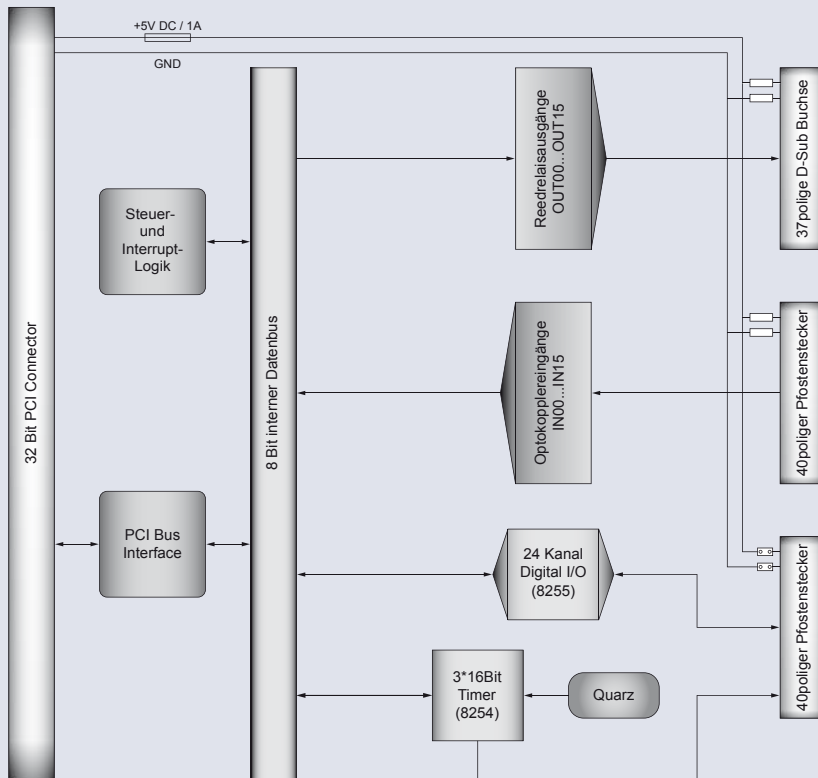 +5V DC / 1A
GND
32 Bit PCI Connector
Steuer-
und
Interrupt-
Logik
PCI Bus
Interface
8 Bit interner Datenbus
Reedrelaisausgänge
OUT00...OUT15
37polige D-Sub Buchse
Optokopplereingänge
IN00...IN15
40poliger Pfostenstecker
24 Kanal
Digital I/O
(8255)
40poliger Pfostenstecker
3*16Bit
Timer
(8254)
Quarz